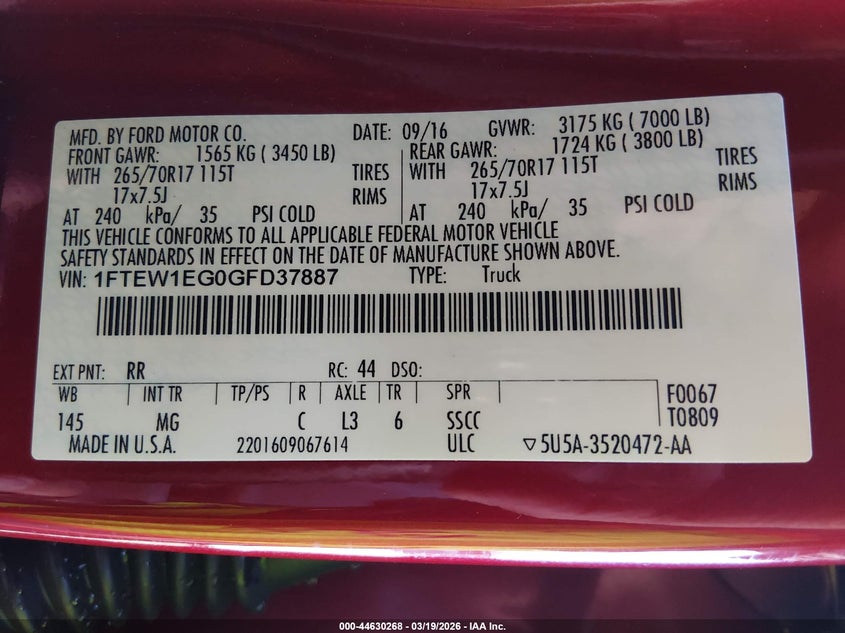 MFD. BY FORD MOTOR CO. DATE: 09/16 GVWR: 3175 KG ( 7000 LB)
FRONT GAWR: 1565 KG ( 3450 LB) REAR GAWR: 1724 KG ( 3800 LB)
WITH 265/70R17 115T TIRES WITH 265/70R17 115T TIRES
17x7.5J RIMS 17x7.5J RIMS
AT 240 kPa/ 35 PSI COLD AT 240 kPa/ 35 PSI COLD
THIS VEHICLE CONFORMS TO ALL APPLICABLE FEDERAL MOTOR VEHICLE
SAFETY STANDARDS IN EFFECT ON THE DATE OF MANUFACTURE SHOWN ABOVE.
VIN: 1FTEW1EG0GFD37887 TYPE: Truck
EXT PNT: RR RC: 44 DSO:
WB INT TR TP/PS R AXLE TR SPR F0067
145 MG C L3 6 SSCC T0809
MADE IN U.S.A. 2201609067614 ULC ▽5U5A-3520472-AA
000-44630268 - 03/19/2026 - IAA Inc.